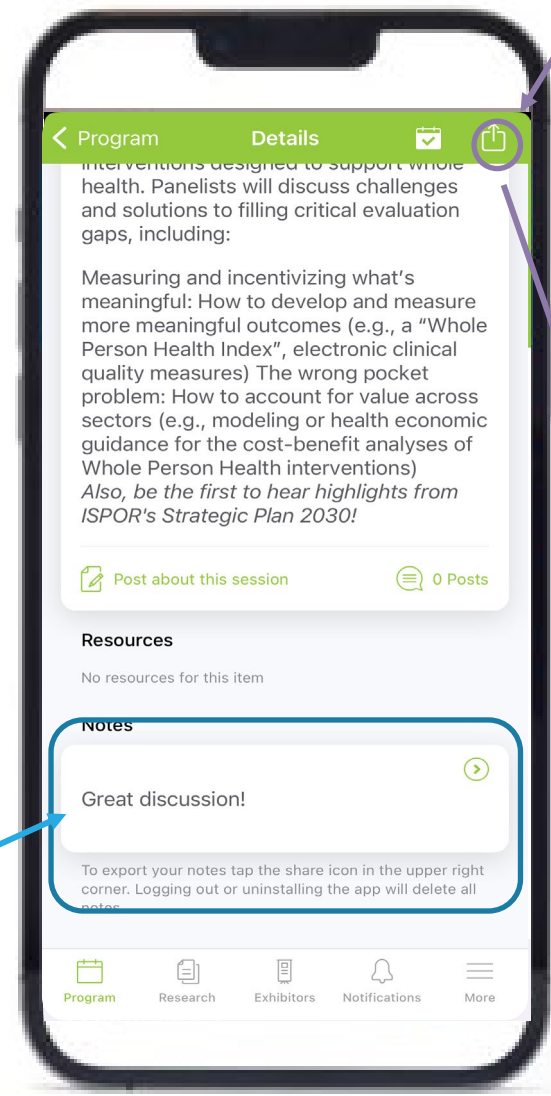 Program
Details
interventions designed to support whole
health. Panelists will discuss challenges
and solutions to filling critical evaluation
gaps, including:
Measuring and incentivizing what's
meaningful: How to develop and measure
more meaningful outcomes (e.g., a "Whole
Person Health Index", electronic clinical
quality measures) The wrong pocket
problem: How to account for value across
sectors (e.g., modeling or health economic
guidance for the cost-benefit analyses of
Whole Person Health interventions)
Also, be the first to hear highlights from
ISPOR's Strategic Plan 2030!
Post about this session
0 Posts
Resources
No resources for this item
Notes
Great discussion!
To export your notes tap the share icon in the upper right
corner. Logging out or uninstalling the app will delete all
notes
Program
Research
Exhibitors
Notifications
More